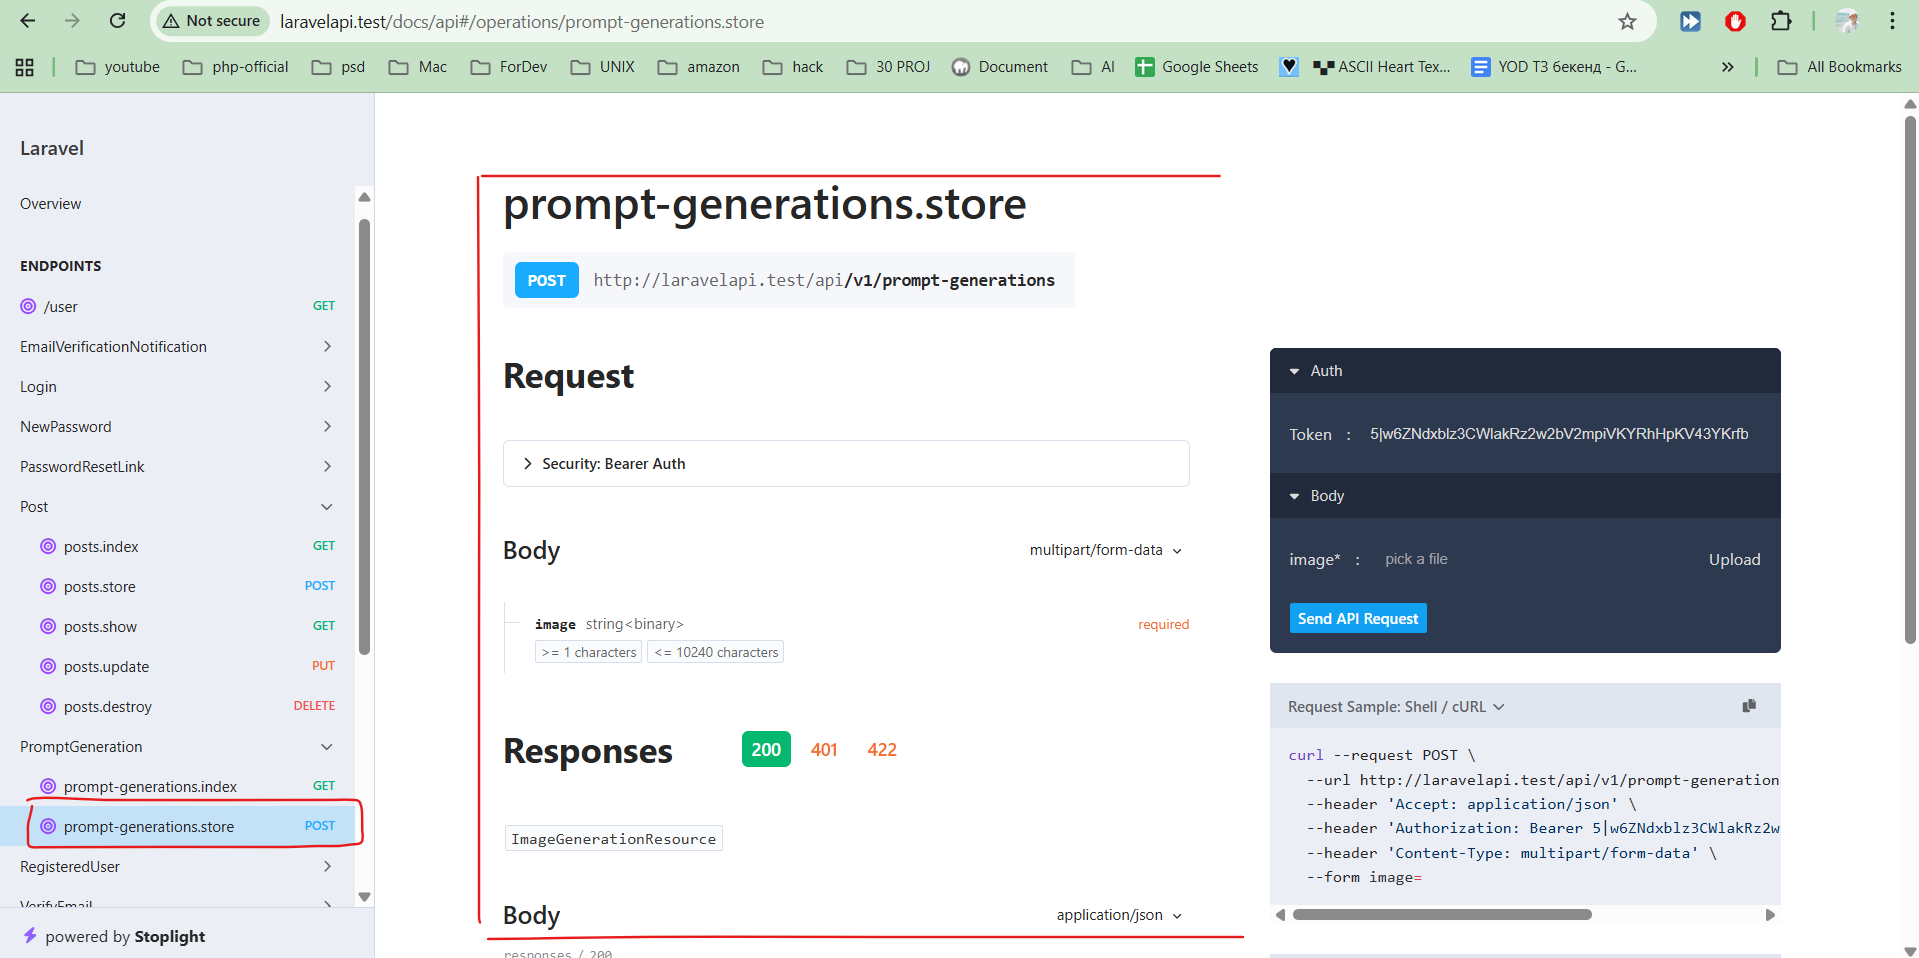 Not secure
laravelapi.test/docs/api#/operations/prompt-generations.store
youtube
php-official
psd
Mac
ForDev
UNIX
amazon
hack
30 PROJ
Document
AI
Google Sheets
ASCII Heart Tex...
YOD ТЗ бекенд - G...
All Bookmarks
Laravel
Overview
ENDPOINTS
/user GET
EmailVerificationNotification
Login
NewPassword
PasswordResetLink
Post
posts.index GET
posts.store POST
posts.show GET
posts.update PUT
posts.destroy DELETE
PromptGeneration
prompt-generations.index GET
prompt-generations.store POST
RegisteredUser
VerifyEmail
powered by Stoplight
prompt-generations.store
POST http://laravelapi.test/api/v1/prompt-generations
Request
Security: Bearer Auth
Body multipart/form-data
image string<binary> required
>= 1 characters <= 10240 characters
Responses 200 401 422
ImageGenerationResource
Body application/json
responses / 200
Auth
Token : 5|w6ZNdxblz3CWlakRz2w2bV2mpiVKYRhHpKV43YKrfb
Body
image* : pick a file Upload
Send API Request
Request Sample: Shell / cURL
curl --request POST \
--url http://laravelapi.test/api/v1/prompt-generation
--header 'Accept: application/json' \
--header 'Authorization: Bearer 5|w6ZNdxblz3CWlakRz2w
--header 'Content-Type: multipart/form-data' \
--form image=